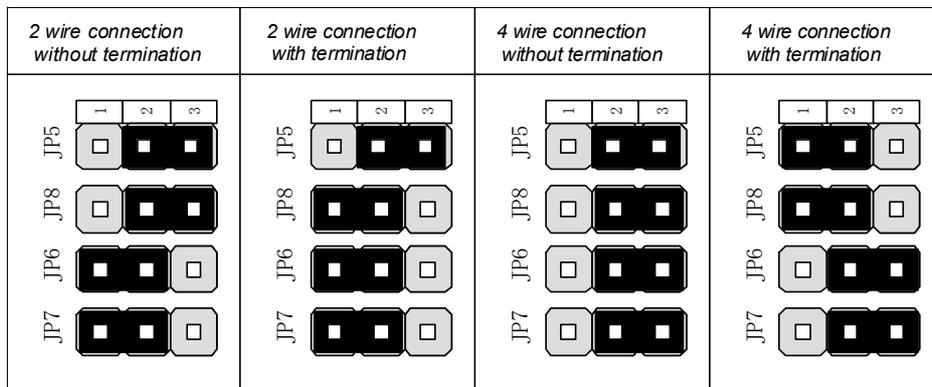 2 wire connection
without termination
2 wire connection
with termination
4 wire connection
without termination
4 wire connection
with termination
1 2 3
JP5
JP8
JP6
JP7
1 2 3
JP5
JP8
JP6
JP7
1 2 3
JP5
JP8
JP6
JP7
1 2 3
JP5
JP8
JP6
JP7